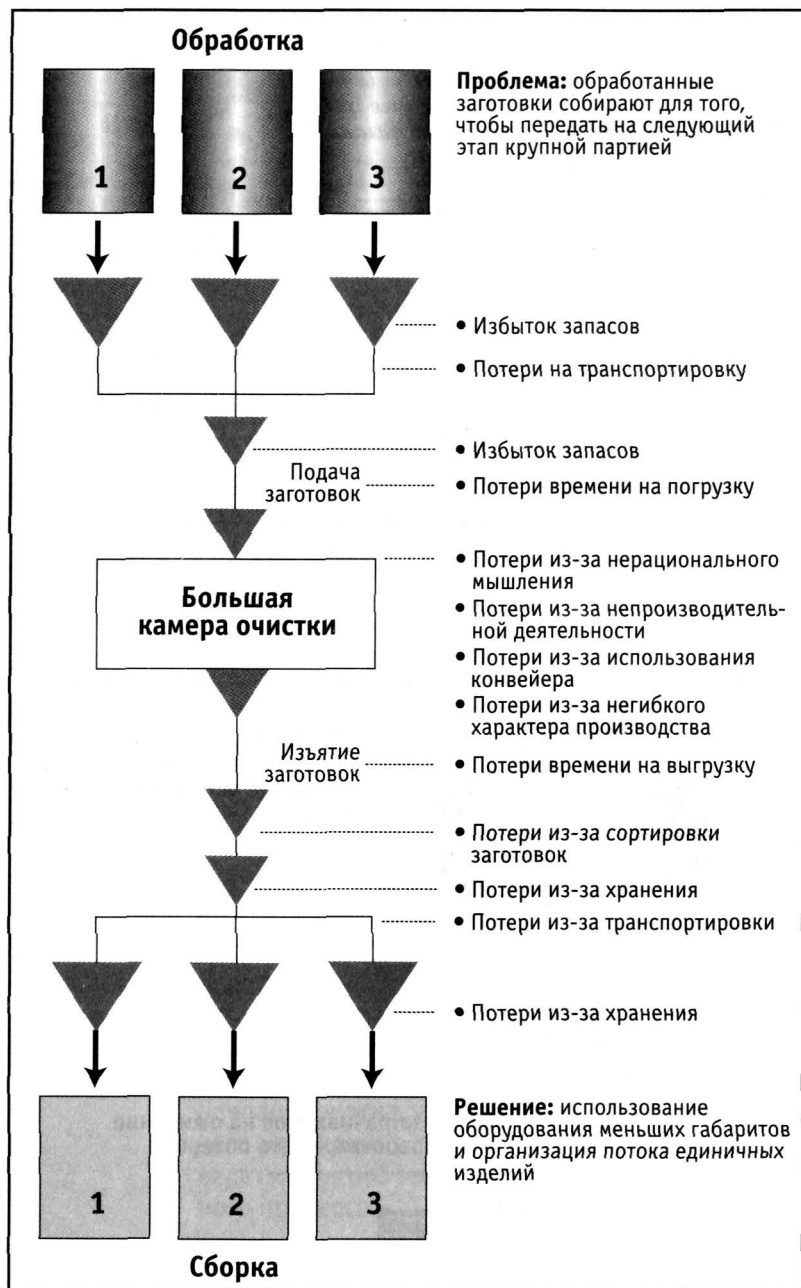 Обработка
1
2
3
Проблема: обработанные
заготовки собирают для того,
чтобы передать на следующий
этап крупной партией
• Избыток запасов
• Потери на транспортировку
• Избыток запасов
Подача
заготовок
• Потери времени на погрузку
Большая
камера очистки
• Потери из-за нерационального
мышления
• Потери из-за непроизводитель-
ной деятельности
• Потери из-за использования
конвейера
• Потери из-за негибкого
характера производства
Изъятие
заготовок
• Потери времени на выгрузку
• Потери из-за сортировки
заготовок
• Потери из-за хранения
• Потери из-за транспортировки
• Потери из-за хранения
1
2
3
Решение: использование
оборудования меньших габаритов
и организация потока единичных
изделий
Сборка